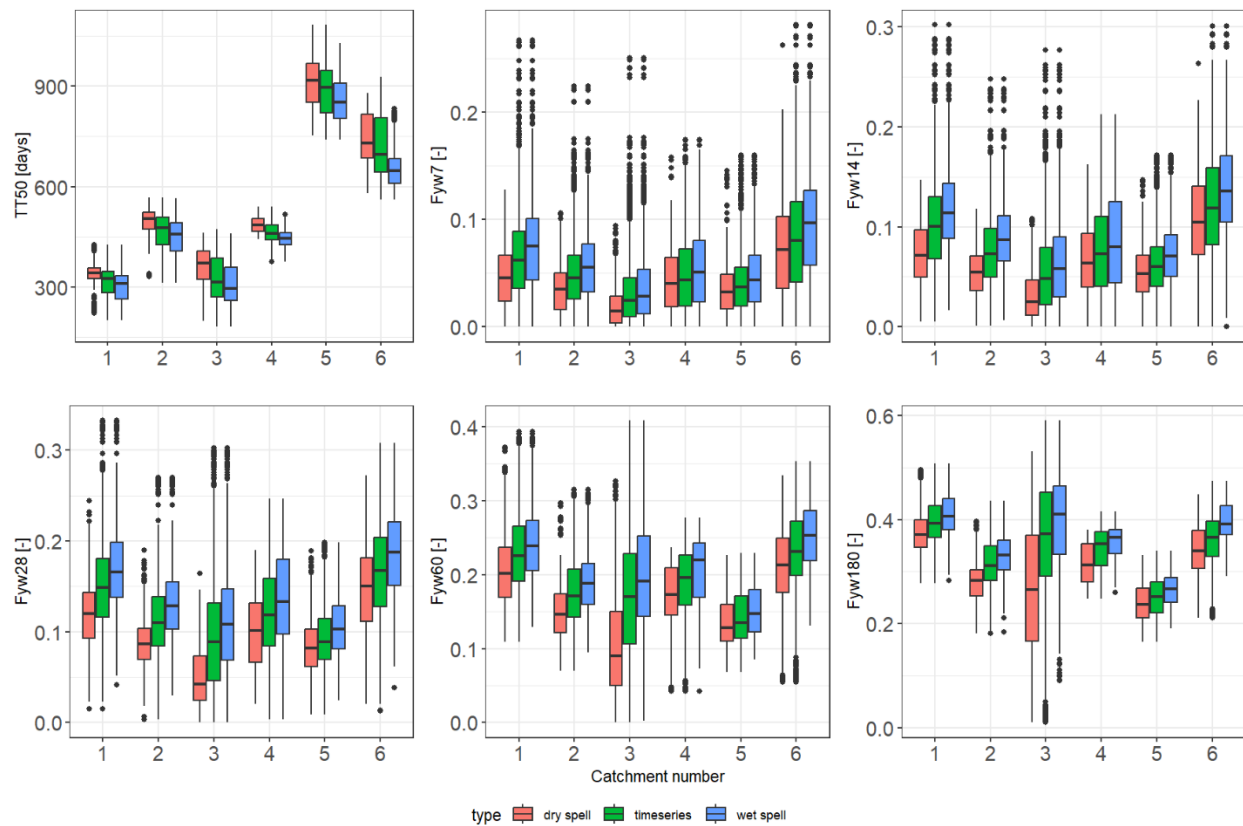 TT50 [days]
900
600
300
1 2 3 4 5 6
Fyw7 [-]
0.2
0.1
0.0
1 2 3 4 5 6
Fyw14 [-]
0.3
0.2
0.1
0.0
1 2 3 4 5 6
Fyw28 [-]
0.3
0.2
0.1
0.0
1 2 3 4 5 6
Fyw60 [-]
0.4
0.3
0.2
0.1
0.0
1 2 3 4 5 6
Fyw180 [-]
0.6
0.4
0.2
0.0
1 2 3 4 5 6
Catchment number
type dry spell timeseries wet spell